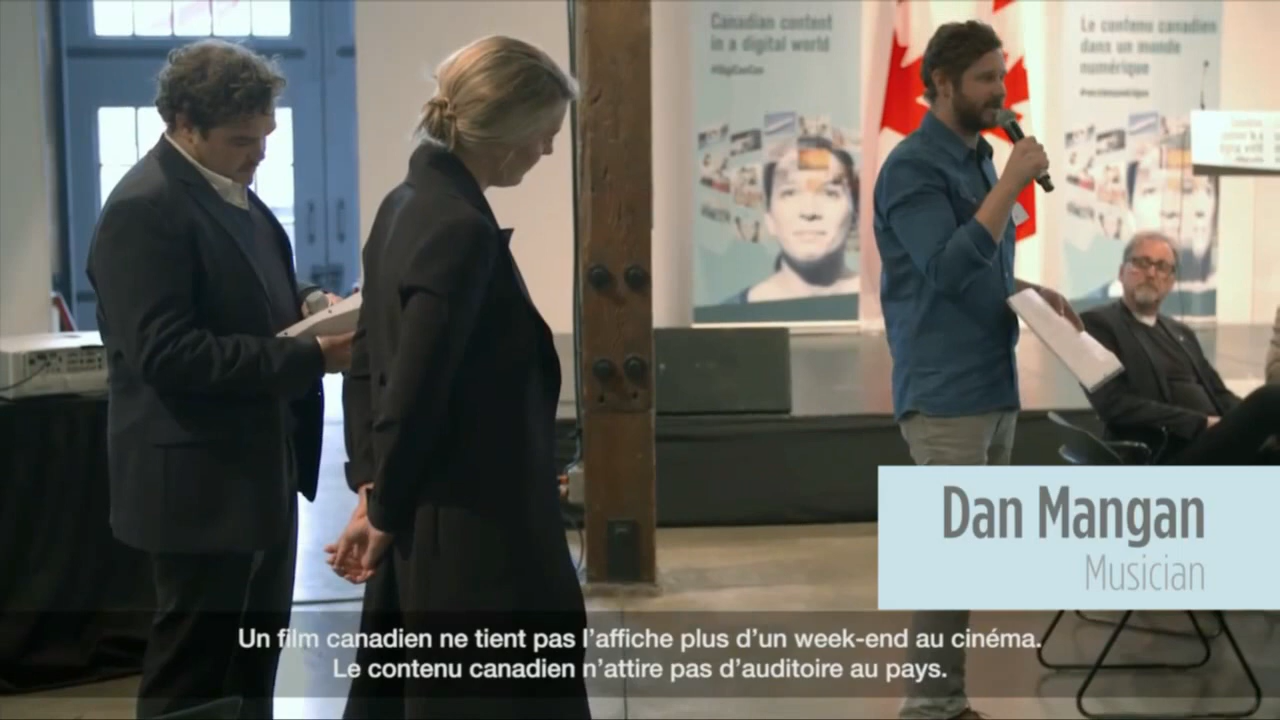 Canadian content
in a digital world
#DigiCanCon
Le contenu canadien
dans un monde
numérique
Dan Mangan
Musician
Un film canadien ne tient pas l'affiche plus d'un week-end au cinéma.
Le contenu canadien n'attire pas d'auditoire au pays.